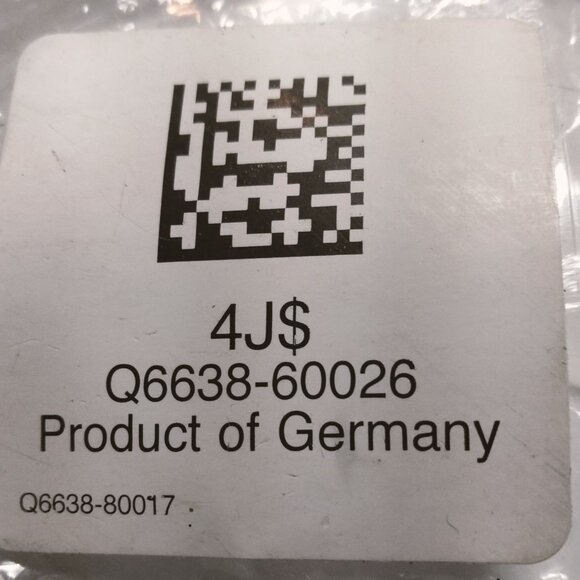 4J$
Q6638-60026
Product of Germany
Q6638-80017